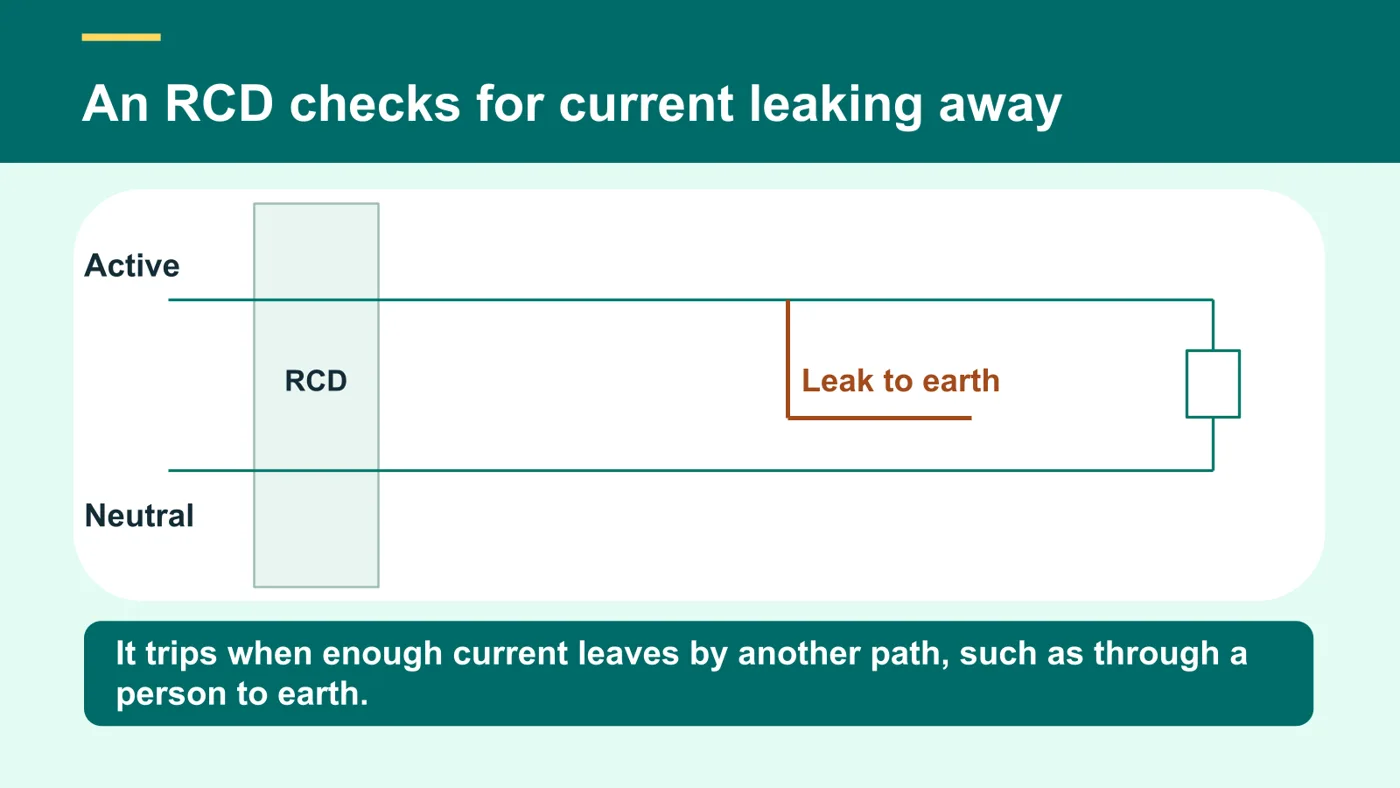 An RCD checks for current leaking away
Active
RCD
Leak to earth
Neutral
It trips when enough current leaves by another path, such as through a
person to earth.